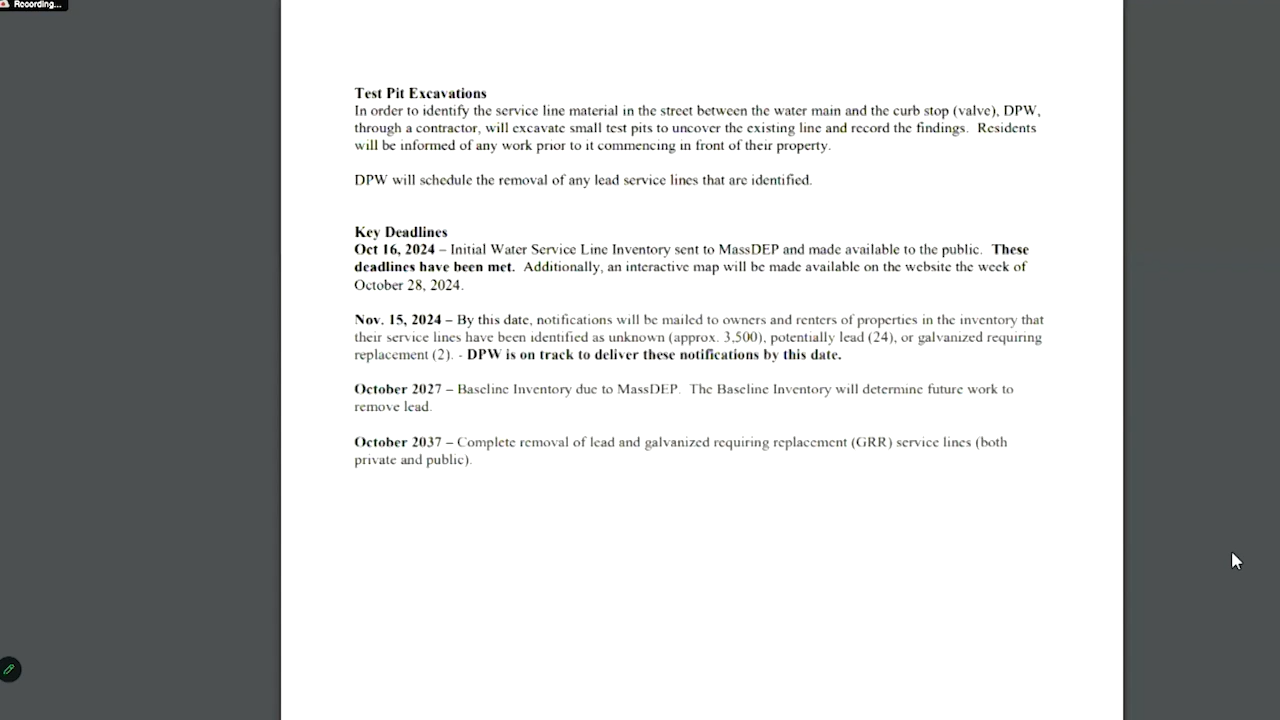 Recording...
Test Pit Excavations
In order to identify the service line material in the street between the water main and the curb stop (valve), DPW,
through a contractor, will excavate small test pits to uncover the existing line and record the findings.  Residents
will be informed of any work prior to it commencing in front of their property.
DPW will schedule the removal of any lead service lines that are identified.
Key Deadlines
Oct 16, 2024 – Initial Water Service Line Inventory sent to MassDEP and made available to the public.  These
deadlines have been met.  Additionally, an interactive map will be made available on the website the week of
October 28, 2024.
Nov. 15, 2024 – By this date, notifications will be mailed to owners and renters of properties in the inventory that
their service lines have been identified as unknown (approx. 3,500), potentially lead (24), or galvanized requiring
replacement (2). - DPW is on track to deliver these notifications by this date.
October 2027 – Baseline Inventory due to MassDEP.  The Baseline Inventory will determine future work to
remove lead.
October 2037 – Complete removal of lead and galvanized requiring replacement (GRR) service lines (both
private and public).